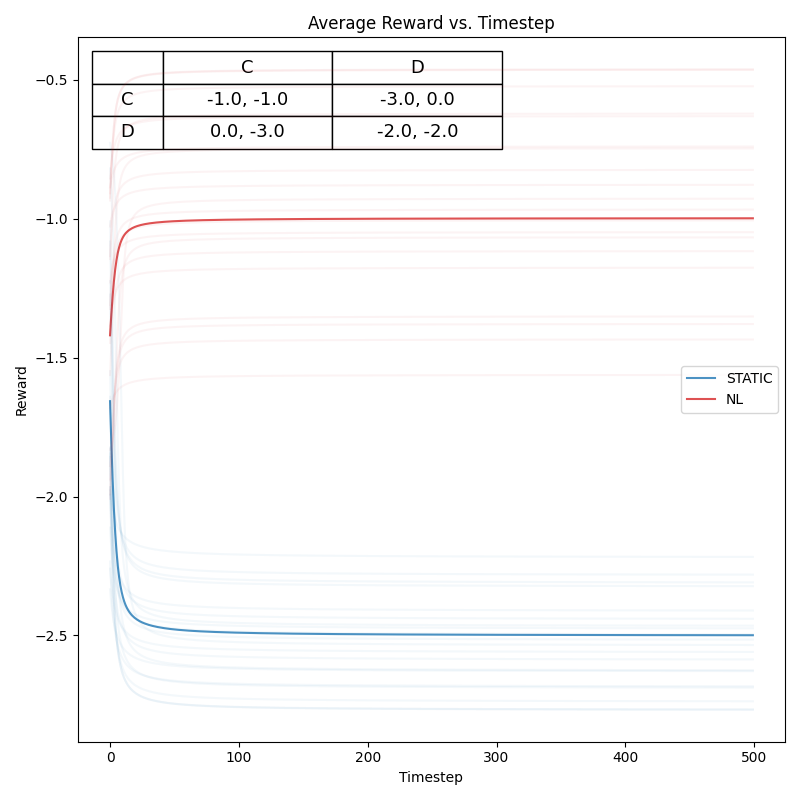 Average Reward vs. Timestep
C D
C -1.0, -1.0 -3.0, 0.0
D 0.0, -3.0 -2.0, -2.0
Reward
−0.5
−1.0
−1.5
−2.0
−2.5
STATIC
NL
0 100 200 300 400 500
Timestep